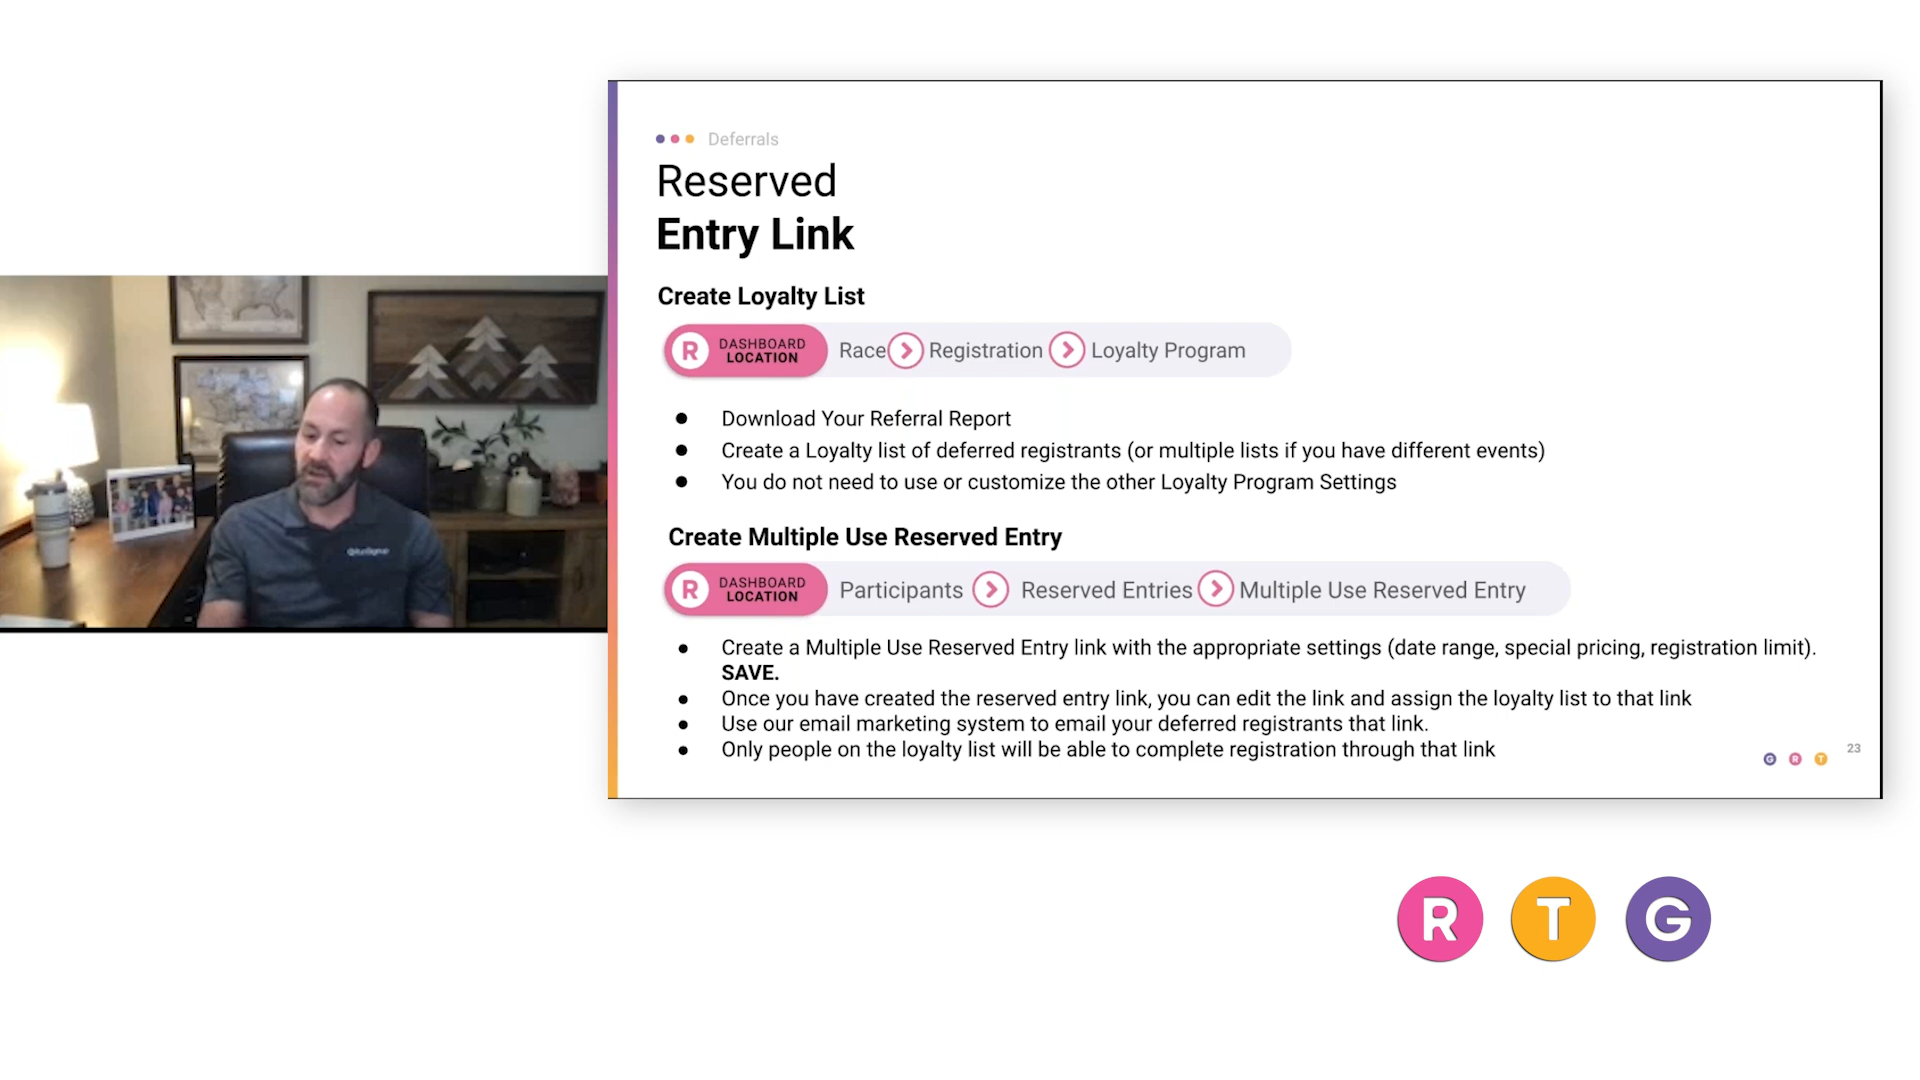 Deferrals
Reserved
Entry Link
Create Loyalty List
R DASHBOARD LOCATION Race Registration Loyalty Program
● Download Your Referral Report
● Create a Loyalty list of deferred registrants (or multiple lists if you have different events)
● You do not need to use or customize the other Loyalty Program Settings
Create Multiple Use Reserved Entry
R DASHBOARD LOCATION Participants Reserved Entries Multiple Use Reserved Entry
● Create a Multiple Use Reserved Entry link with the appropriate settings (date range, special pricing, registration limit).
SAVE.
● Once you have created the reserved entry link, you can edit the link and assign the loyalty list to that link
● Use our email marketing system to email your deferred registrants that link.
● Only people on the loyalty list will be able to complete registration through that link
G R T 23
RunSignup
R T G